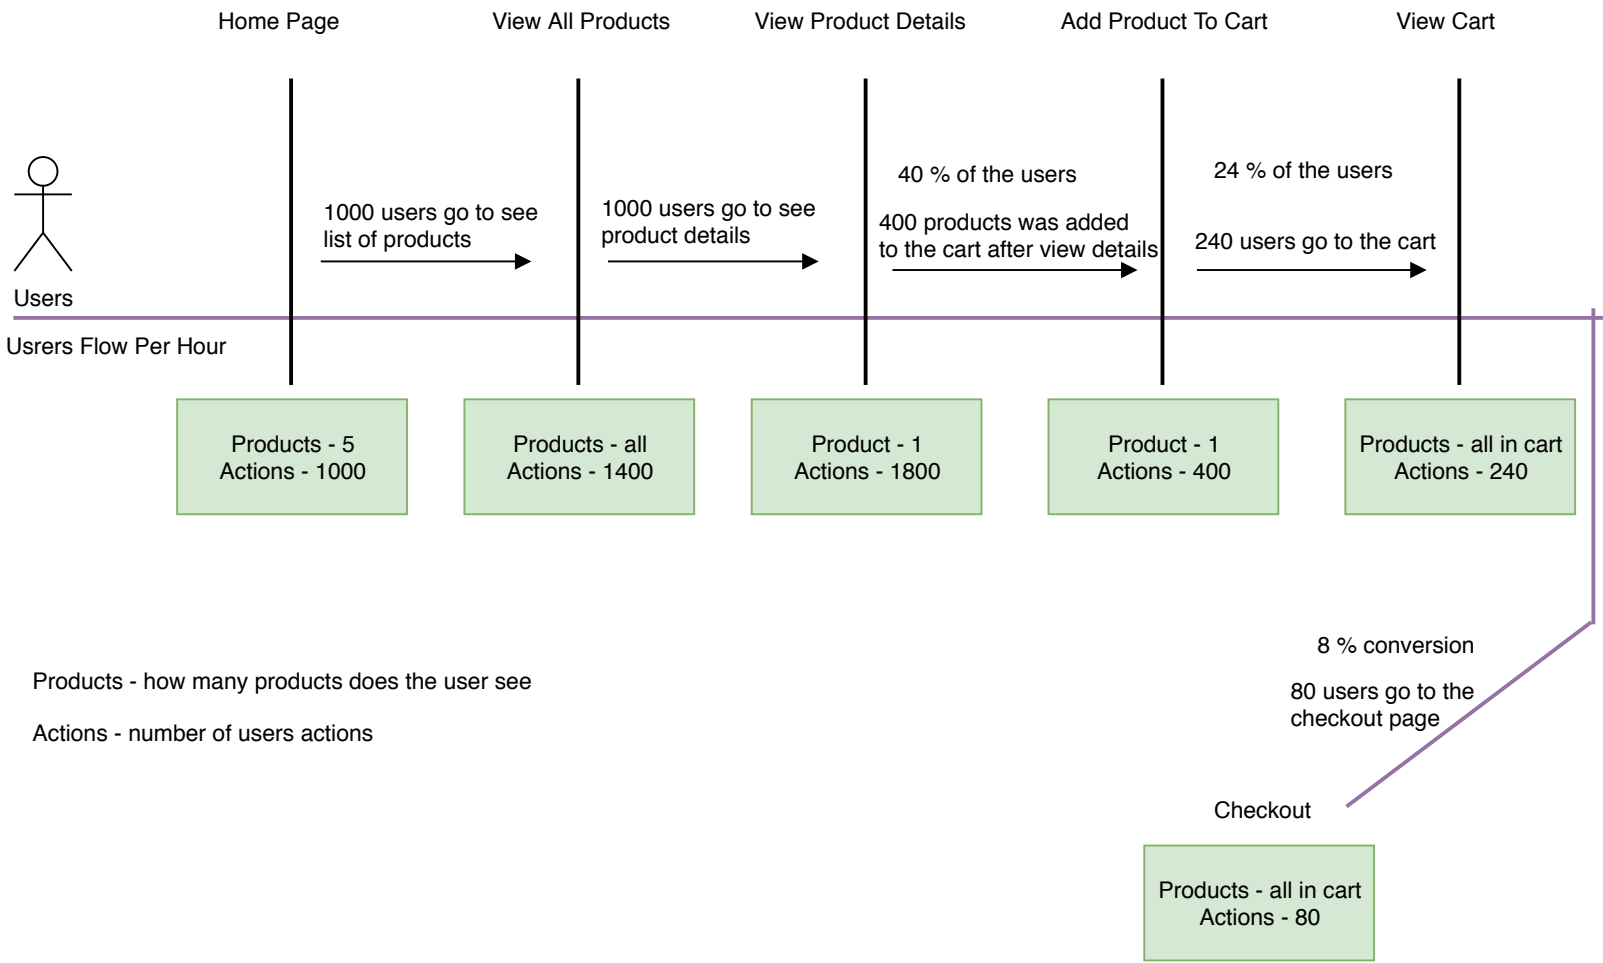 Home Page
View All Products
View Product Details
Add Product To Cart
View Cart
40 % of the users
24 % of the users
1000 users go to see
list of products
1000 users go to see
product details
400 products was added
to the cart after view details
240 users go to the cart
Users
Usrers Flow Per Hour
Products - 5
Actions - 1000
Products - all
Actions - 1400
Product - 1
Actions - 1800
Product - 1
Actions - 400
Products - all in cart
Actions - 240
8 % conversion
80 users go to the
checkout page
Products - how many products does the user see
Actions - number of users actions
Checkout
Products - all in cart
Actions - 80